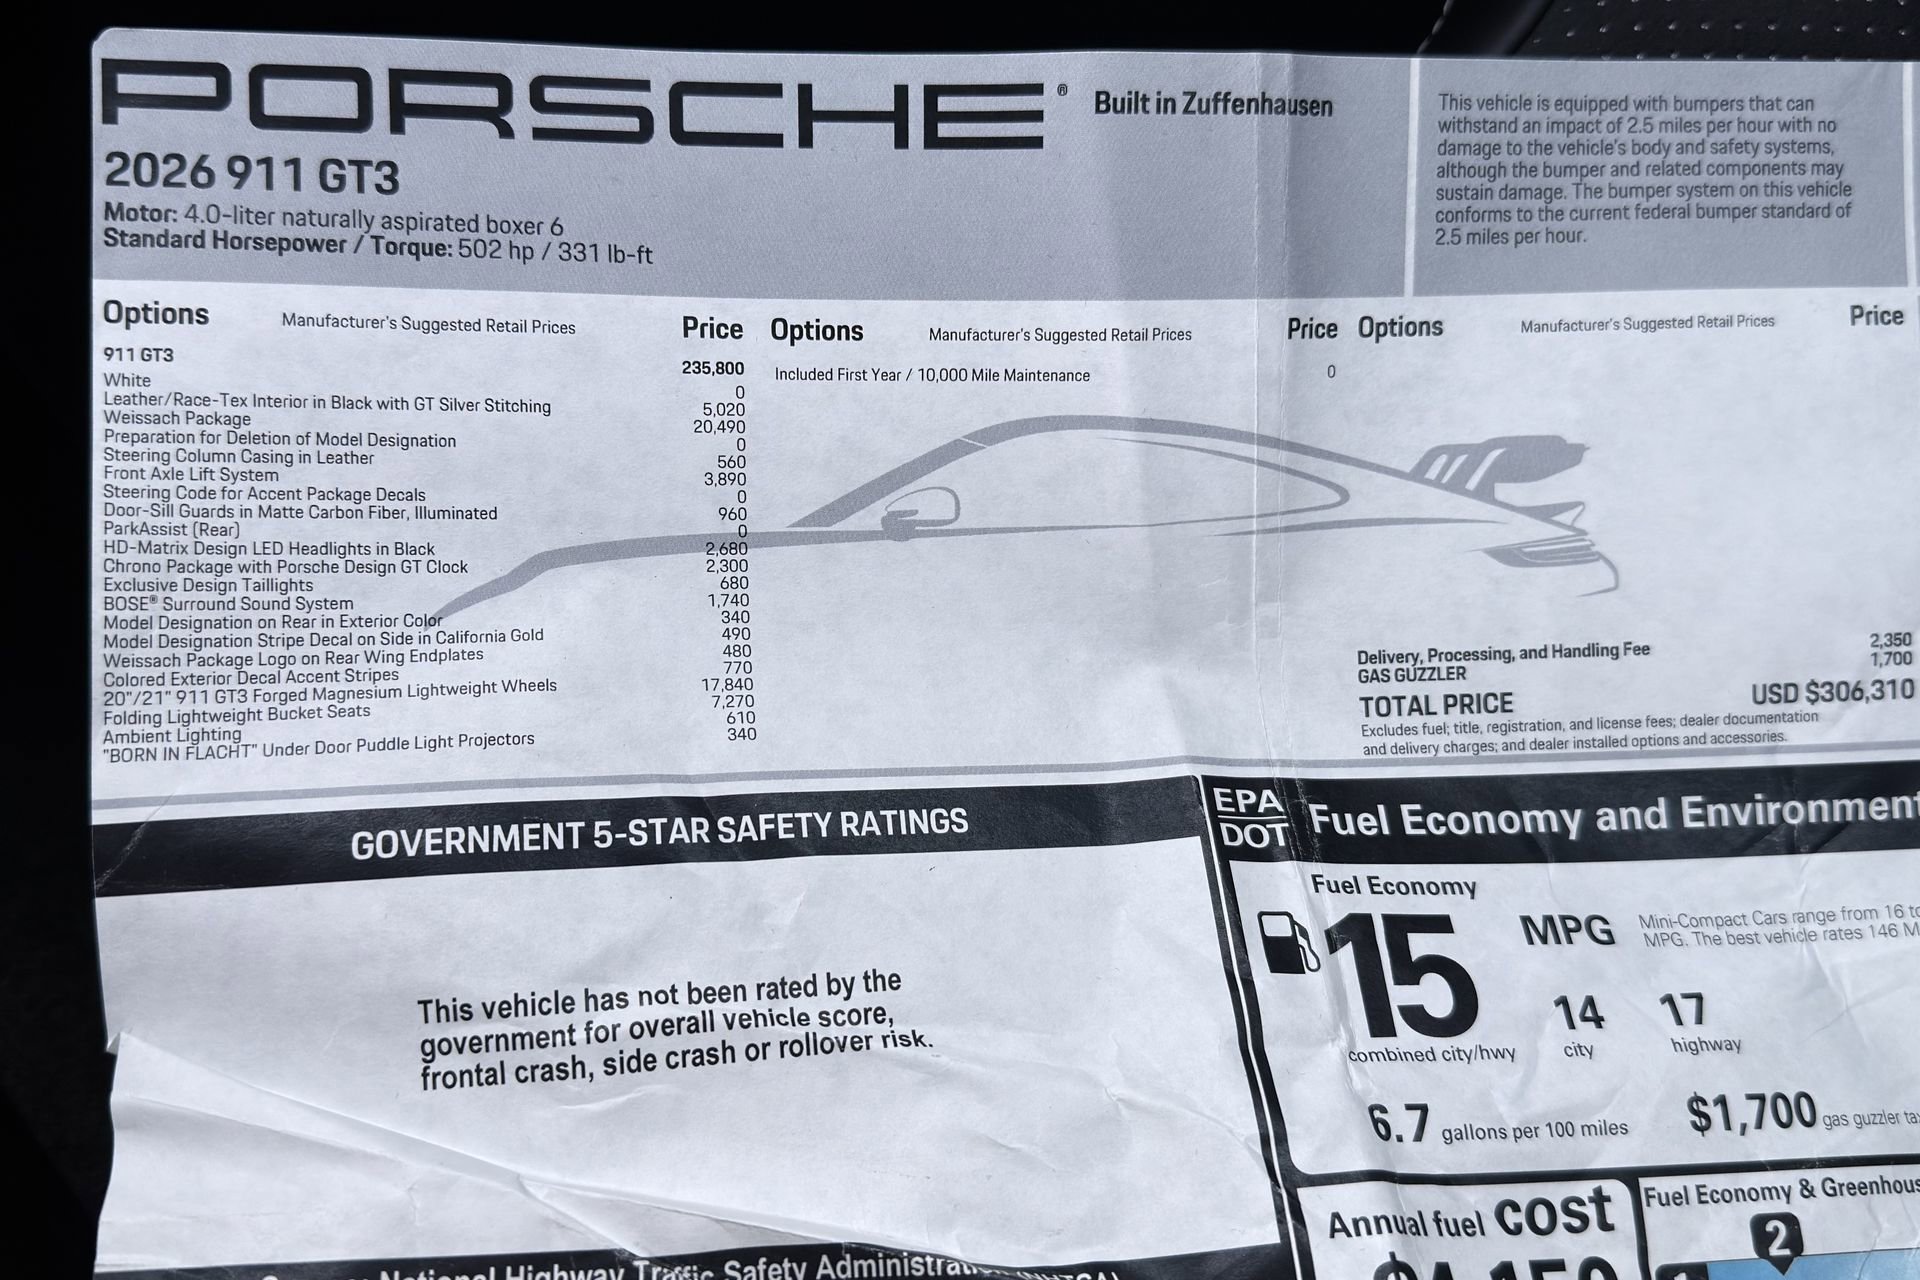 PORSCHE® Built in Zuffenhausen
2026 911 GT3
Motor: 4.0-liter naturally aspirated boxer 6
Standard Horsepower / Torque: 502 hp / 331 lb-ft
This vehicle is equipped with bumpers that can
withstand an impact of 2.5 miles per hour with no
damage to the vehicle's body and safety systems,
although the bumper and related components may
sustain damage. The bumper system on this vehicle
conforms to the current federal bumper standard of
2.5 miles per hour.
Options Manufacturer's Suggested Retail Prices Price
911 GT3 235,800
White 0
Leather/Race-Tex Interior in Black with GT Silver Stitching 5,020
Weissach Package 20,490
Preparation for Deletion of Model Designation 0
Steering Column Casing in Leather 560
Front Axle Lift System 3,890
Steering Code for Accent Package Decals 0
Door-Sill Guards in Matte Carbon Fiber, Illuminated 960
ParkAssist (Rear) 0
HD-Matrix Design LED Headlights in Black 2,680
Chrono Package with Porsche Design GT Clock 2,300
Exclusive Design Taillights 680
BOSE® Surround Sound System 1,740
Model Designation on Rear in Exterior Color 340
Model Designation Stripe Decal on Side in California Gold 490
Weissach Package Logo on Rear Wing Endplates 480
Colored Exterior Decal Accent Stripes 770
20"/21" 911 GT3 Forged Magnesium Lightweight Wheels 17,840
Folding Lightweight Bucket Seats 7,270
Ambient Lighting 610
"BORN IN FLACHT" Under Door Puddle Light Projectors 340
Options Manufacturer's Suggested Retail Prices Price
Included First Year / 10,000 Mile Maintenance 0
Options Manufacturer's Suggested Retail Prices Price
Delivery, Processing, and Handling Fee 2,350
GAS GUZZLER 1,700
TOTAL PRICE USD $306,310
Excludes fuel; title, registration, and license fees; dealer documentation
and delivery charges; and dealer installed options and accessories.
GOVERNMENT 5-STAR SAFETY RATINGS
This vehicle has not been rated by the
government for overall vehicle score,
frontal crash, side crash or rollover risk.
National Highway Traffic Safety
EPA
DOT
Fuel Economy and Environment
Fuel Economy
15 MPG
Mini-Compact Cars range from 16 to
MPG. The best vehicle rates 146 M
combined city/hwy
14 city
17 highway
6.7 gallons per 100 miles
$1,700 gas guzzler
Annual fuel cost
Fuel Economy & Greenhous
2